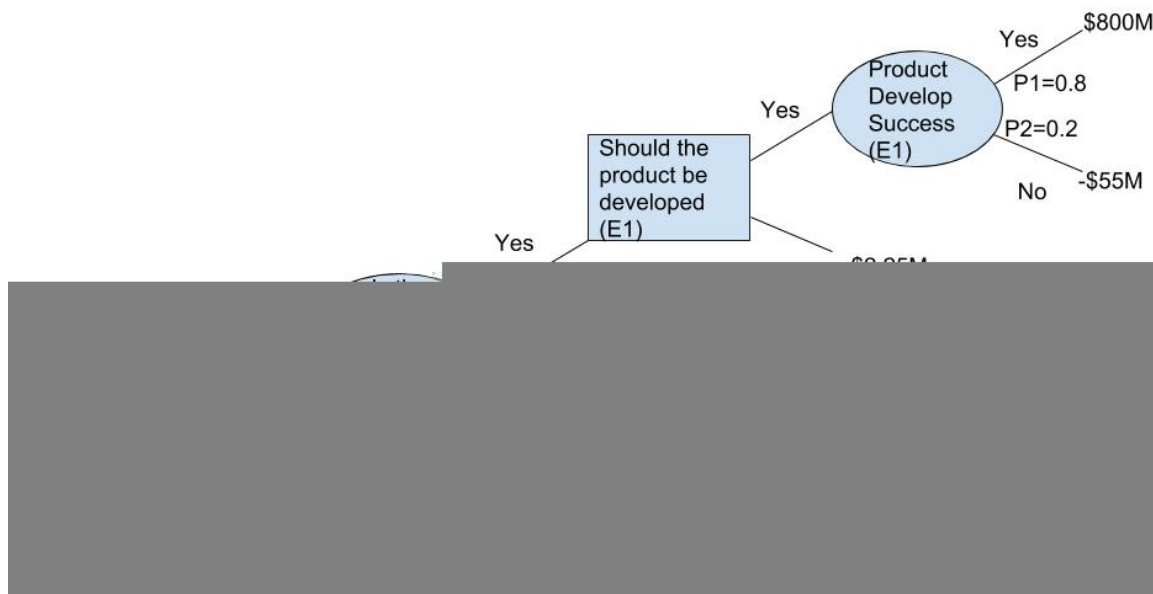 $800M
Yes
Product
Develop
Success
(E1)
P1=0.8
P2=0.2
-$55M
No
Yes
Should the
product be
developed
(E1)
Yes